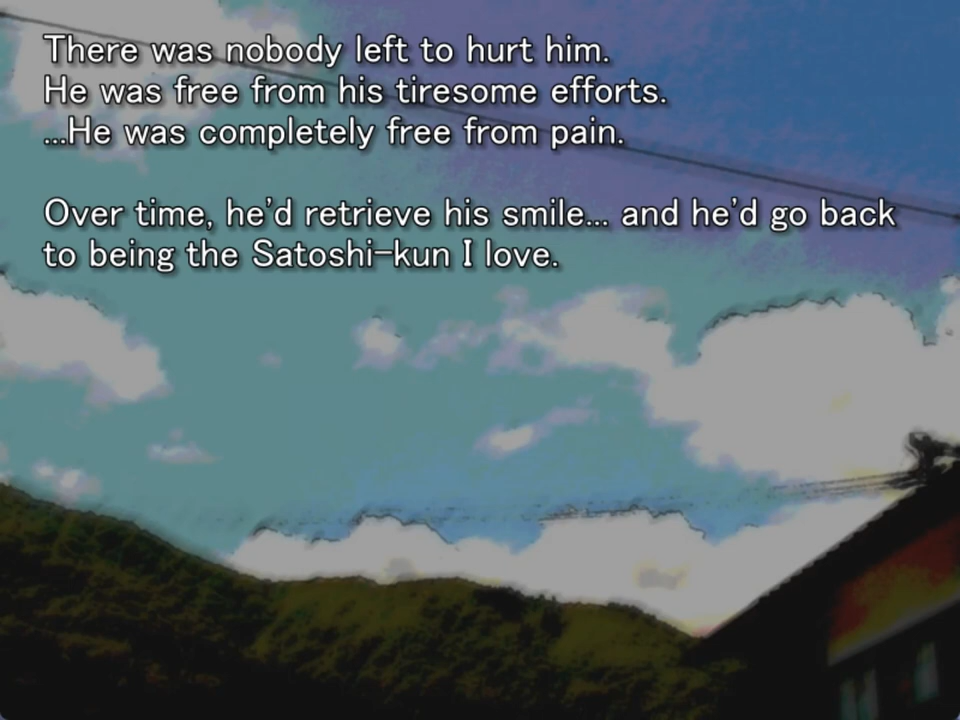 There was nobody left to hurt him.
He was free from his tiresome efforts.
...He was completely free from pain.
Over time, he'd retrieve his smile... and he'd go back
to being the Satoshi-kun I love.